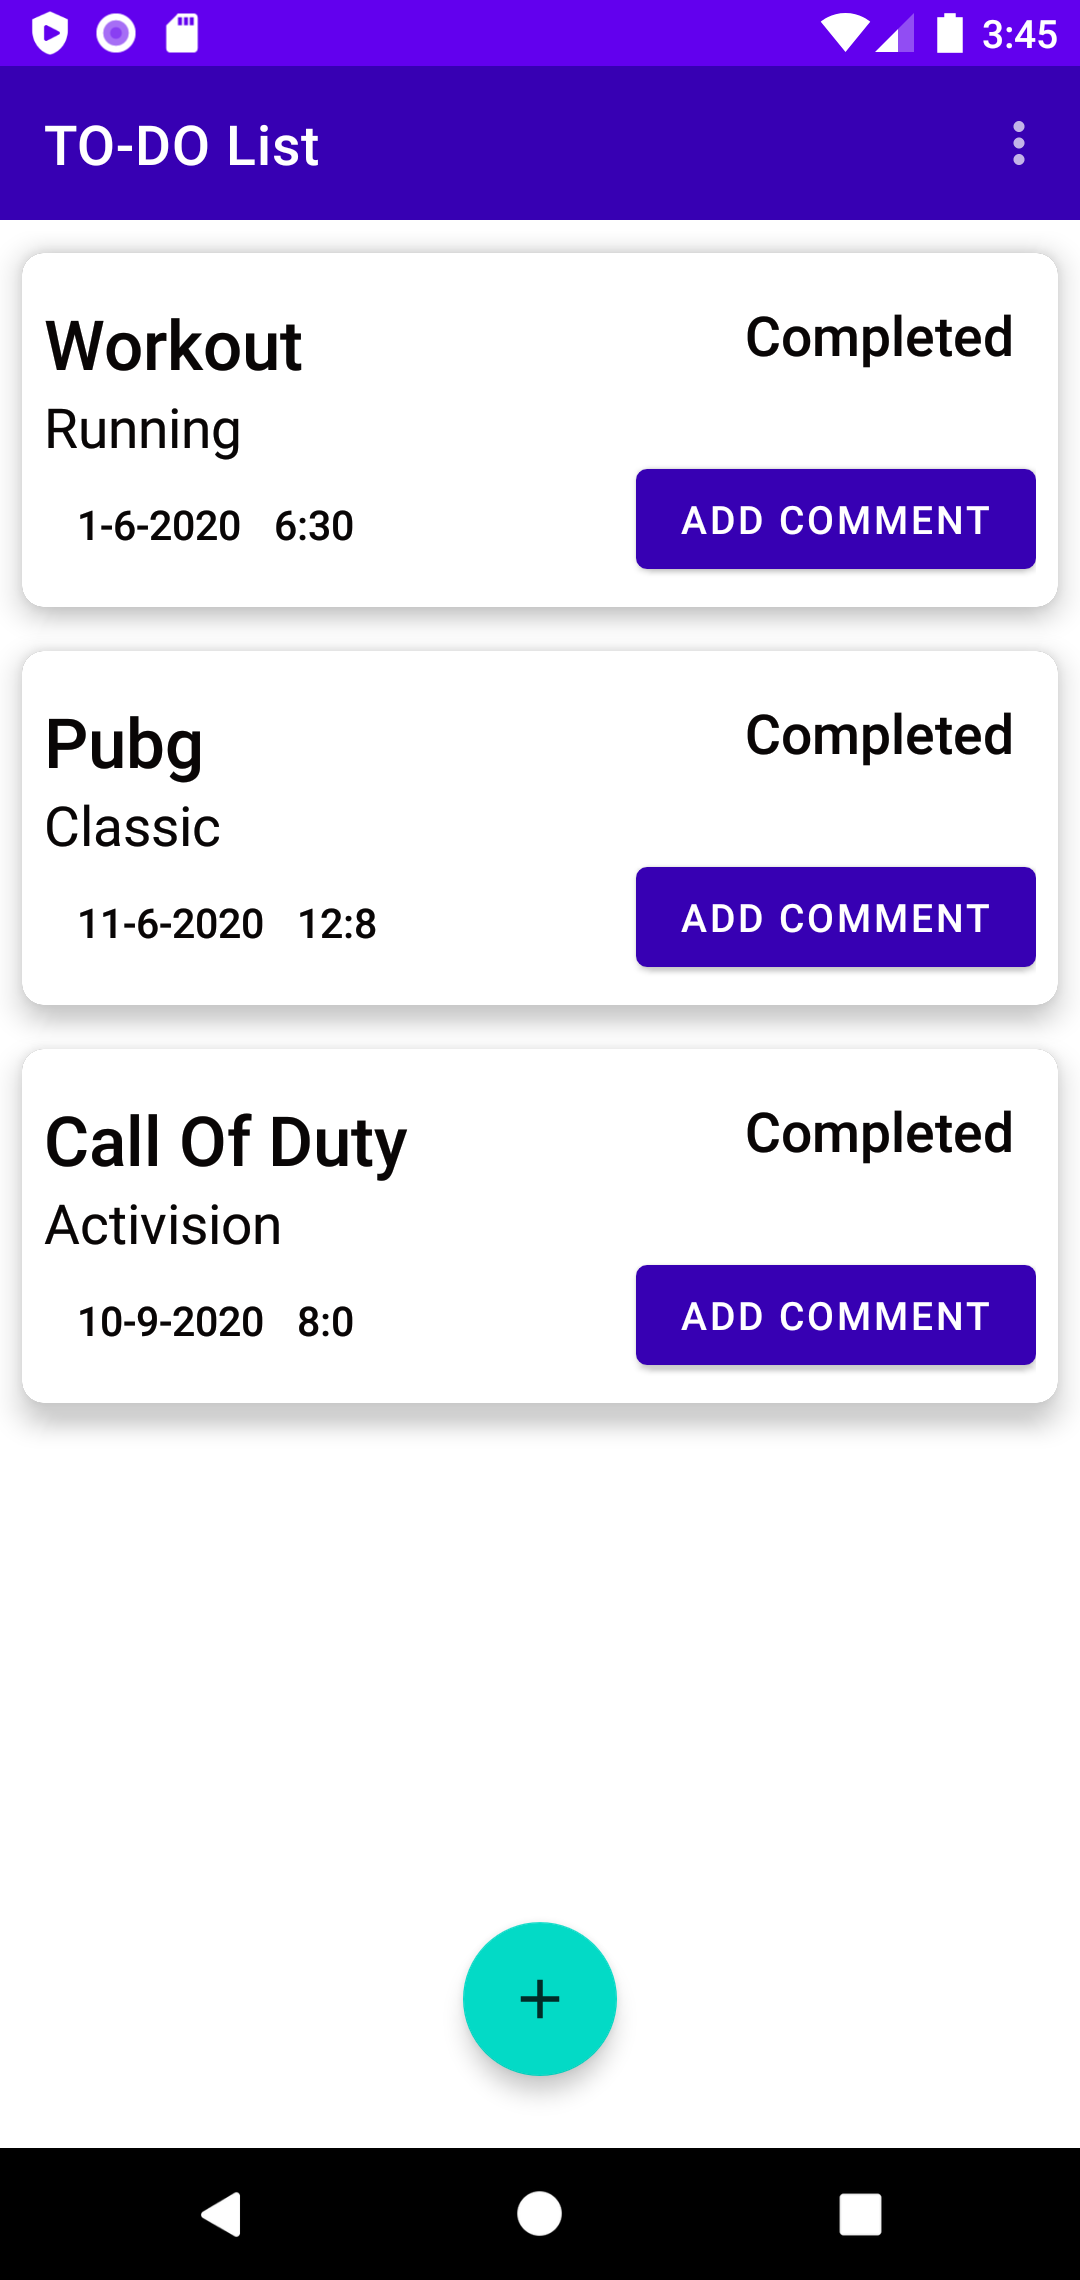 3:45
TO-DO List
Workout
Completed
Running
1-6-2020 6:30
ADD COMMENT
Pubg
Completed
Classic
11-6-2020 12:8
ADD COMMENT
Call Of Duty
Completed
Activision
10-9-2020 8:0
ADD COMMENT